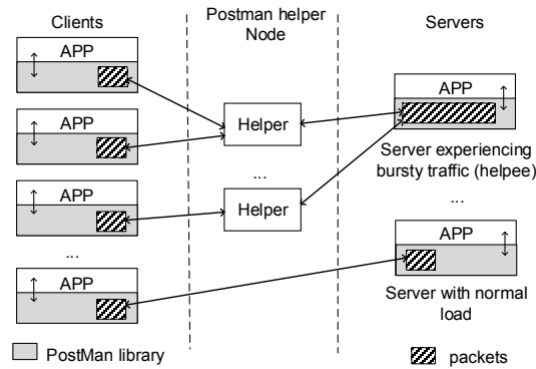 Clients
Postman helper
Node
Servers
APP
APP
APP
...
APP
Helper
...
Helper
APP
Server experiencing
bursty traffic (helpee)
...
APP
Server with normal
load
PostMan library
packets